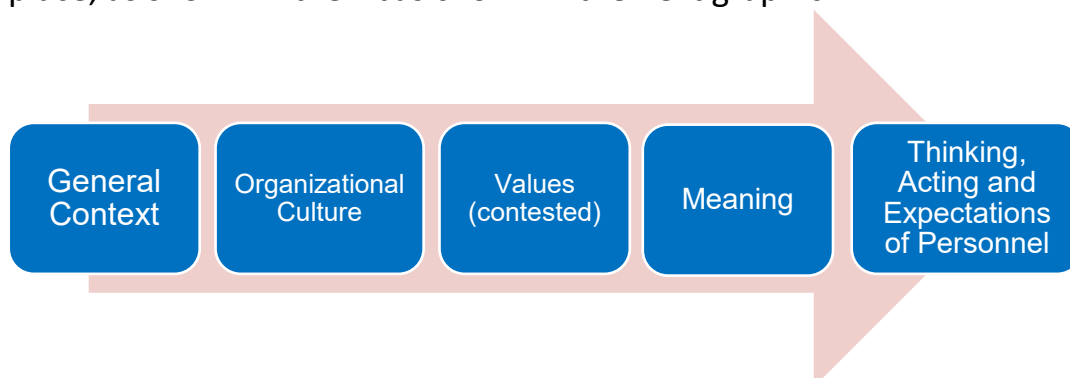 General
Context
Organizational
Culture
Values
(contested)
Meaning
Thinking,
Acting and
Expectations
of Personnel